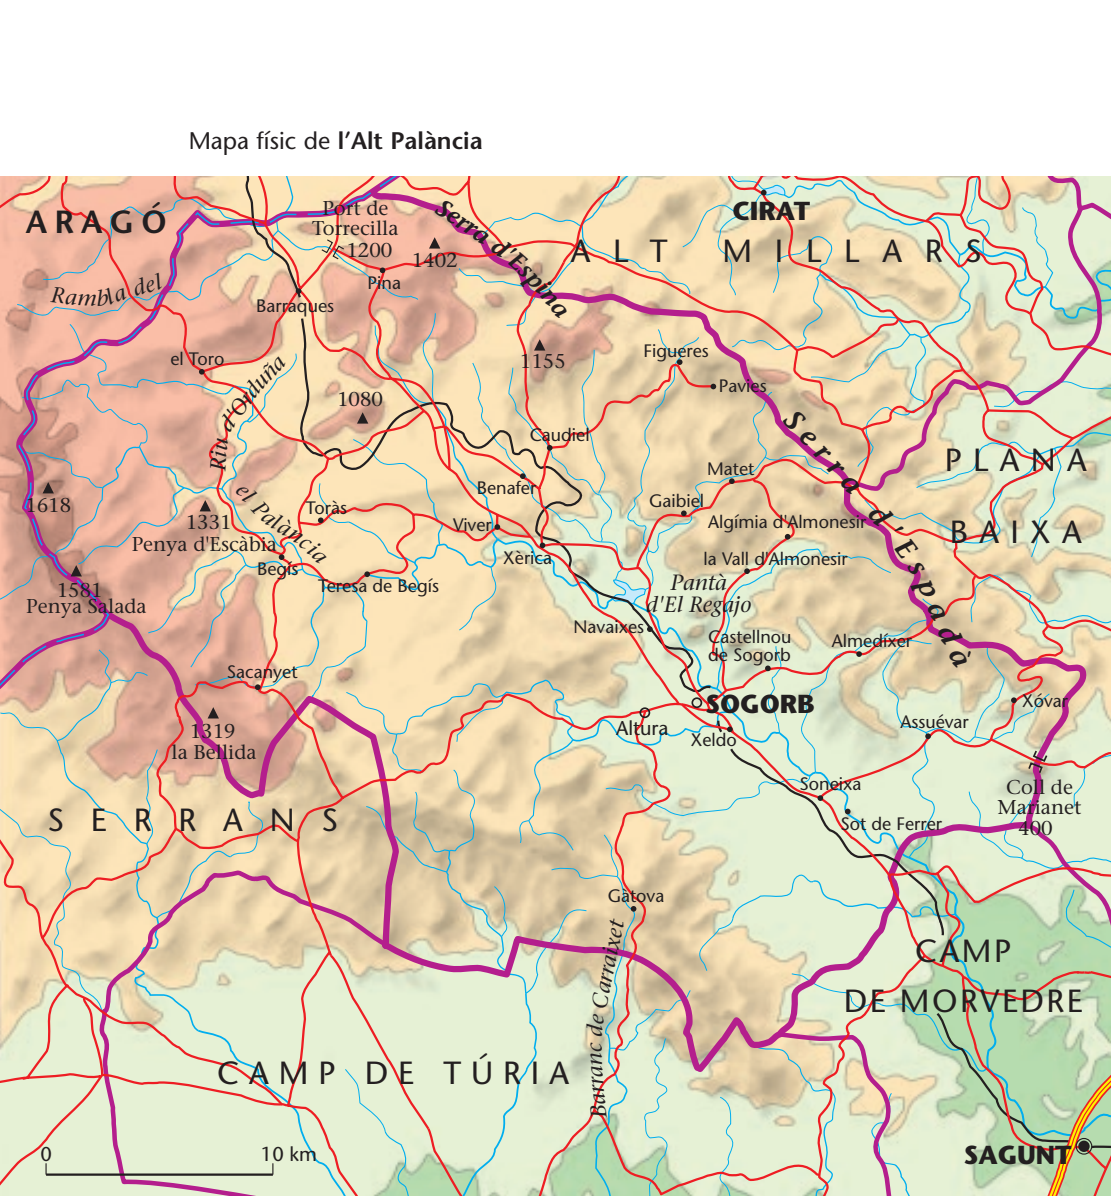 Mapa físic de l'Alt Palància
ARAGÓ
Port de
Torrecilla
1200
Serra d'Espina
CIRAT
ALT MILLARS
1402
Pina
Rambla del
Barraques
el Toro
1155
Figueres
Pavies
Riu d'Orduña
1080
Caudiel
Serra d'Espadà
PLANA
BAIXA
Matet
Benafer
Gaibiel
1618
el Palància
Toràs
1331
Penya d'Escàbia
Viver
Algímia d'Almonesir
Xèrica
la Vall d'Almonesir
Begís
Teresa de Begís
1581
Penya Salada
Pantà
d'El Regajo
Navaixes
Castellnou
de Sogorb
Almedíxer
Sacanyet
SOGORB
Xóvar
Altura
Xeldo
Assuévar
1319
la Bellida
Soneixa
Coll de
Marianet
400
SERRANS
Sot de Ferrer
Gàtova
Barranc de Carraixet
CAMP
DE MORVEDRE
CAMP DE TÚRIA
0
10 km
SAGUNT